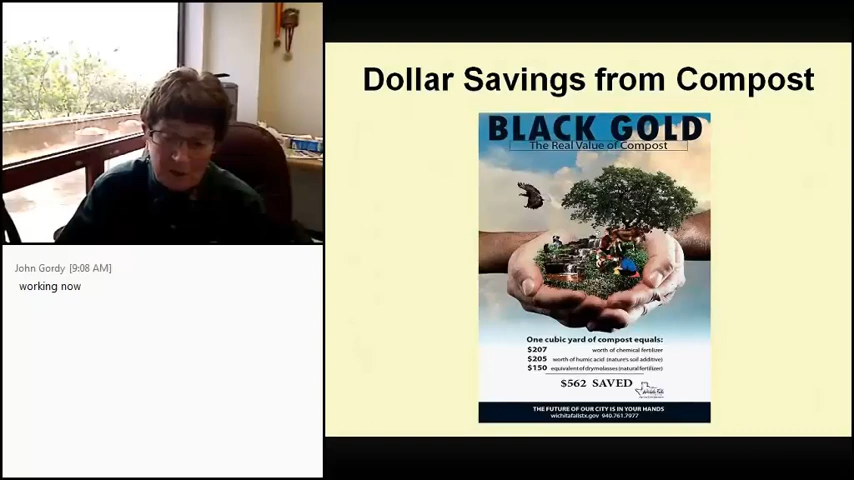 Dollar Savings from Compost
BLACK GOLD
The Real Value of Compost
One cubic yard of compost equals:
$207 worth of chemical fertilizer
$205 worth of humic acid (nature's soil additive)
$150 equivalent of drymolasses (natural fertilizer)
$562 SAVED
THE FUTURE OF OUR CITY IS IN YOUR HANDS
wichitafallstx.gov 940.761.7977
John Gordy [9:08 AM]
working now